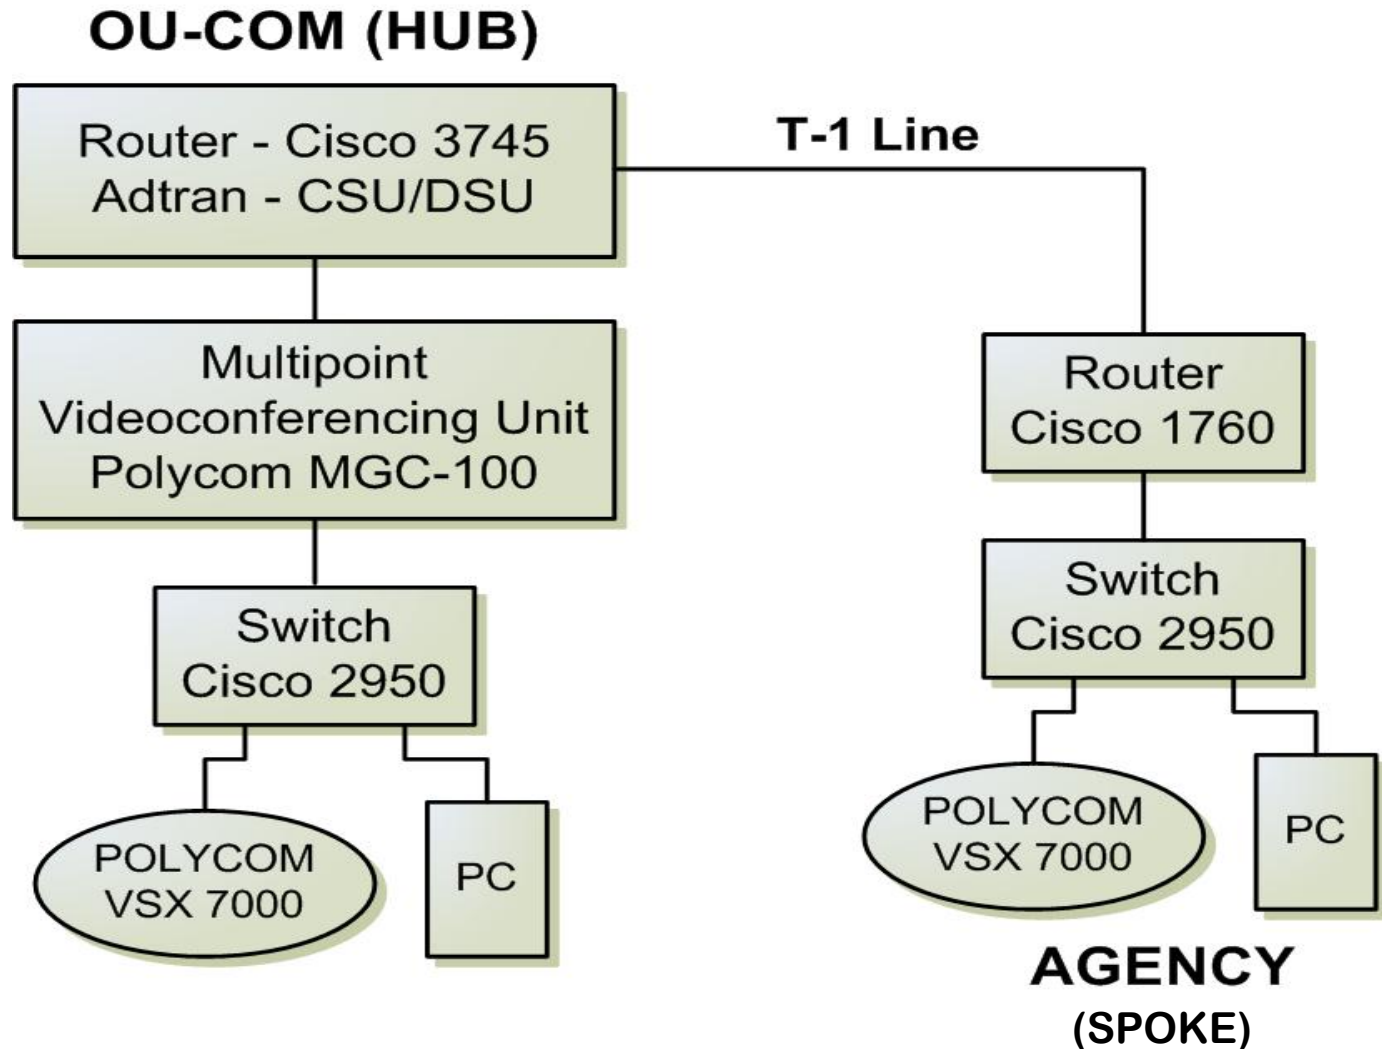 OU-COM (HUB)
Router - Cisco 3745
Adtran - CSU/DSU
T-1 Line
Multipoint
Videoconferencing Unit
Polycom MGC-100
Router
Cisco 1760
Switch
Cisco 2950
Switch
Cisco 2950
POLYCOM
VSX 7000
PC
POLYCOM
VSX 7000
PC
AGENCY
(SPOKE)